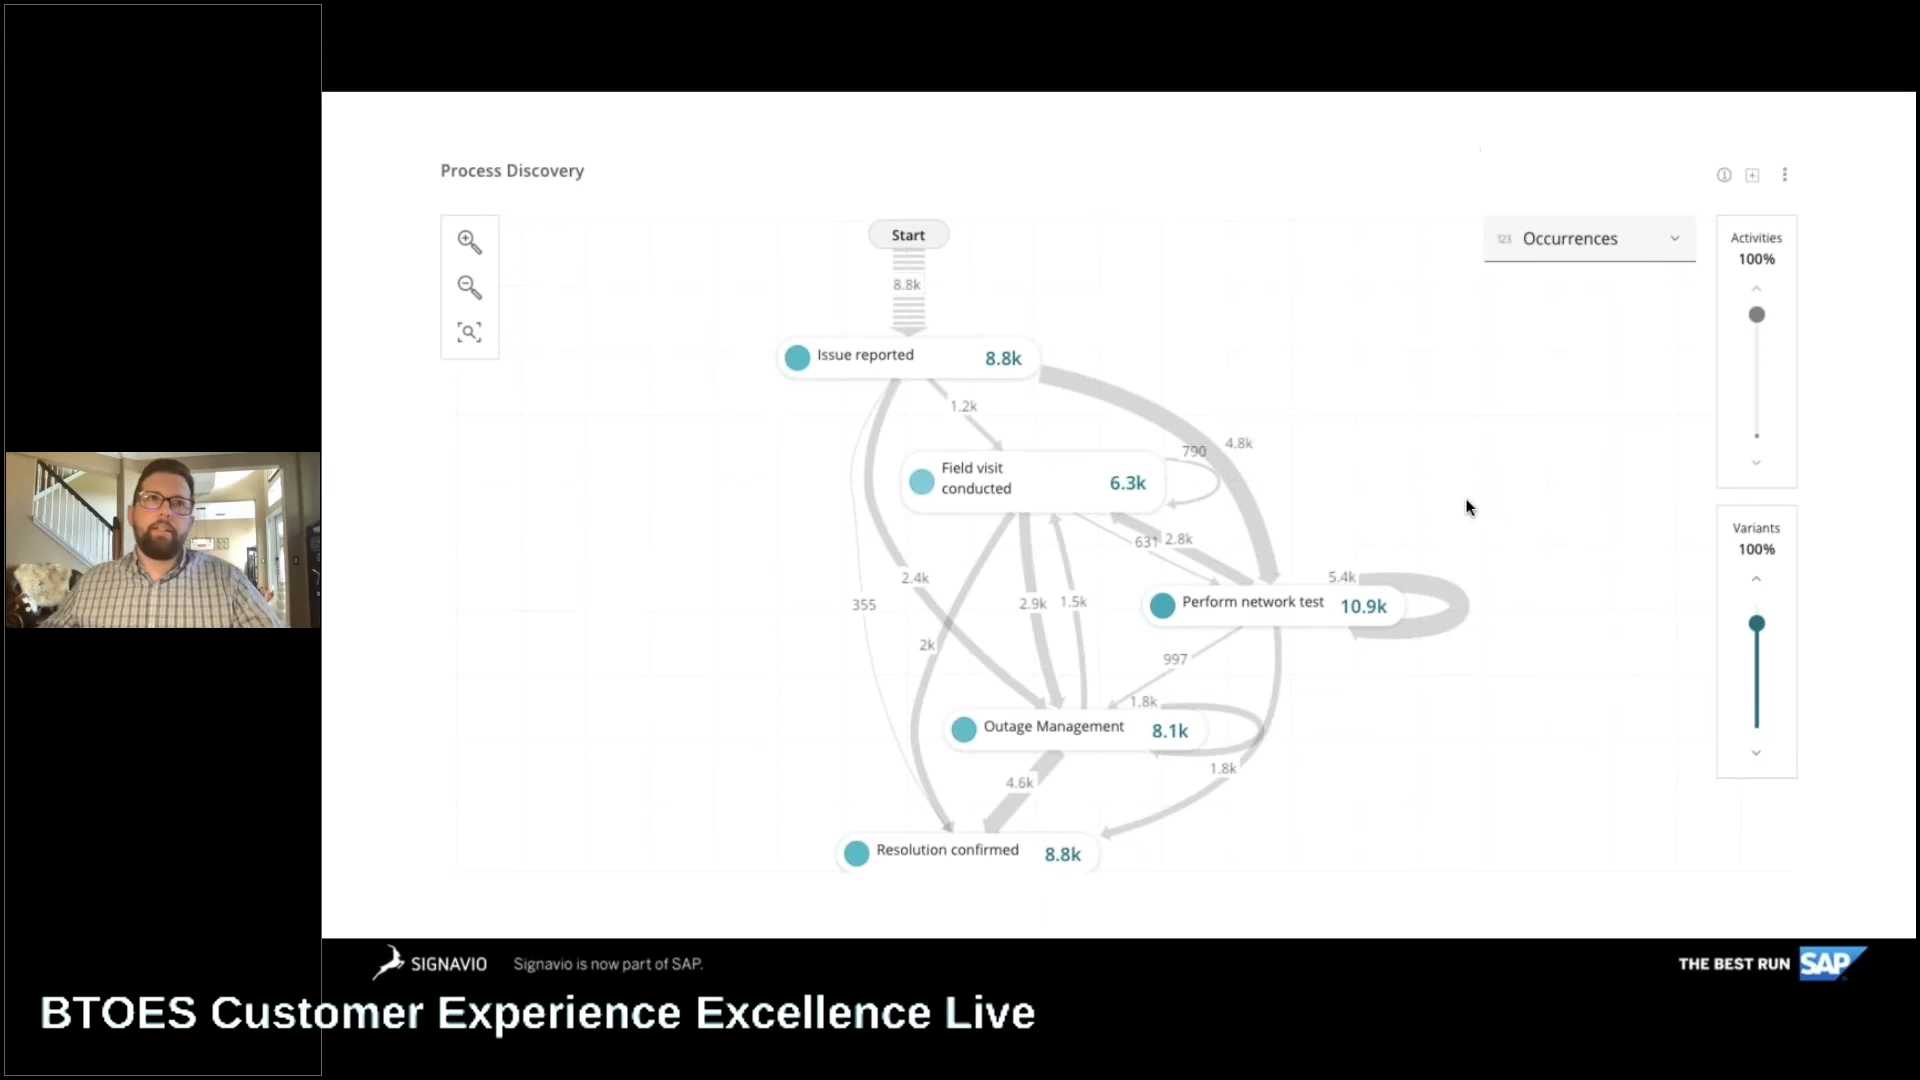 Process Discovery
Start
123 Occurrences
Activities
100%
8.8k
Issue reported 8.8k
1.2k
790
4.8k
Field visit
conducted
6.3k
631
2.8k
Variants
100%
2.4k
355
2.9k
1.5k
5.4k
Perform network test 10.9k
2k
997
1.8k
Outage Management 8.1k
1.8k
4.6k
Resolution confirmed 8.8k
SIGNAVIO Signavio is now part of SAP.
THE BEST RUN SAP
BTOES Customer Experience Excellence Live